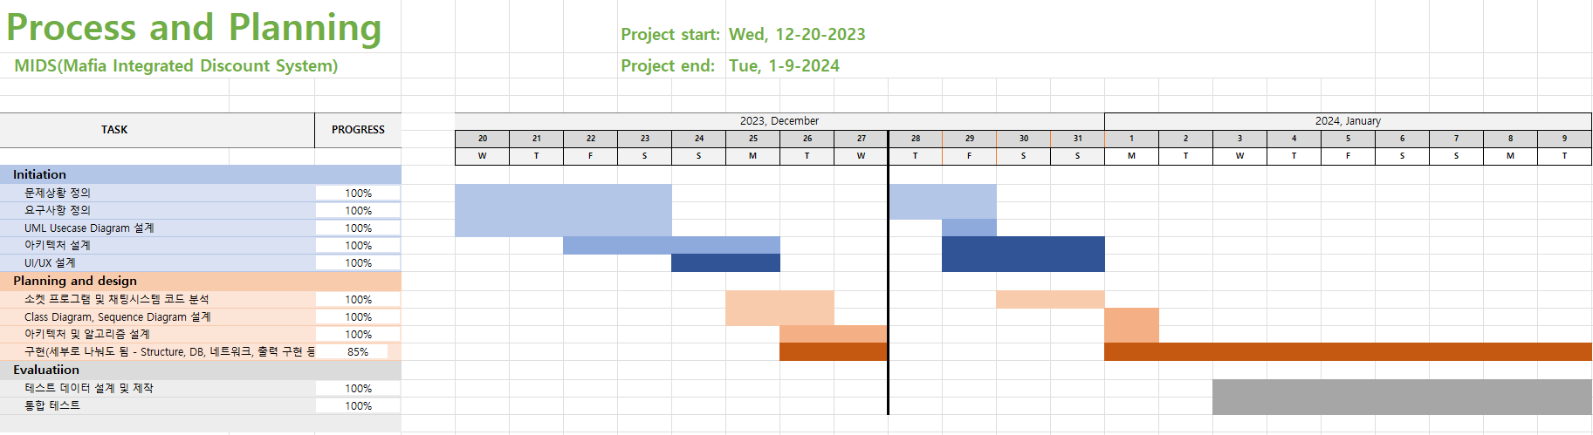 Process and Planning
Project start: Wed, 12-20-2023
MIDS(Mafia Integrated Discount System)
Project end: Tue, 1-9-2024
TASK PROGRESS 2023, December 2024, January
20 21 22 23 24 25 26 27 28 29 30 31 1 2 3 4 5 6 7 8 9
W T F S S M T W T F S S M T W T F S S M T
Initiation
문제상황 정의 100%
요구사항 정의 100%
UML Usecase Diagram 설계 100%
아키텍처 설계 100%
UI/UX 설계 100%
Planning and design
소켓 프로그램 및 채팅시스템 코드 분석 100%
Class Diagram, Sequence Diagram 설계 100%
아키텍처 및 알고리즘 설계 100%
구현(세부로 나눠도 됨 - Structure, DB, 네트워크, 출력 구현 등 85%
Evaluatiion
테스트 데이터 설계 및 제작 100%
통합 테스트 100%